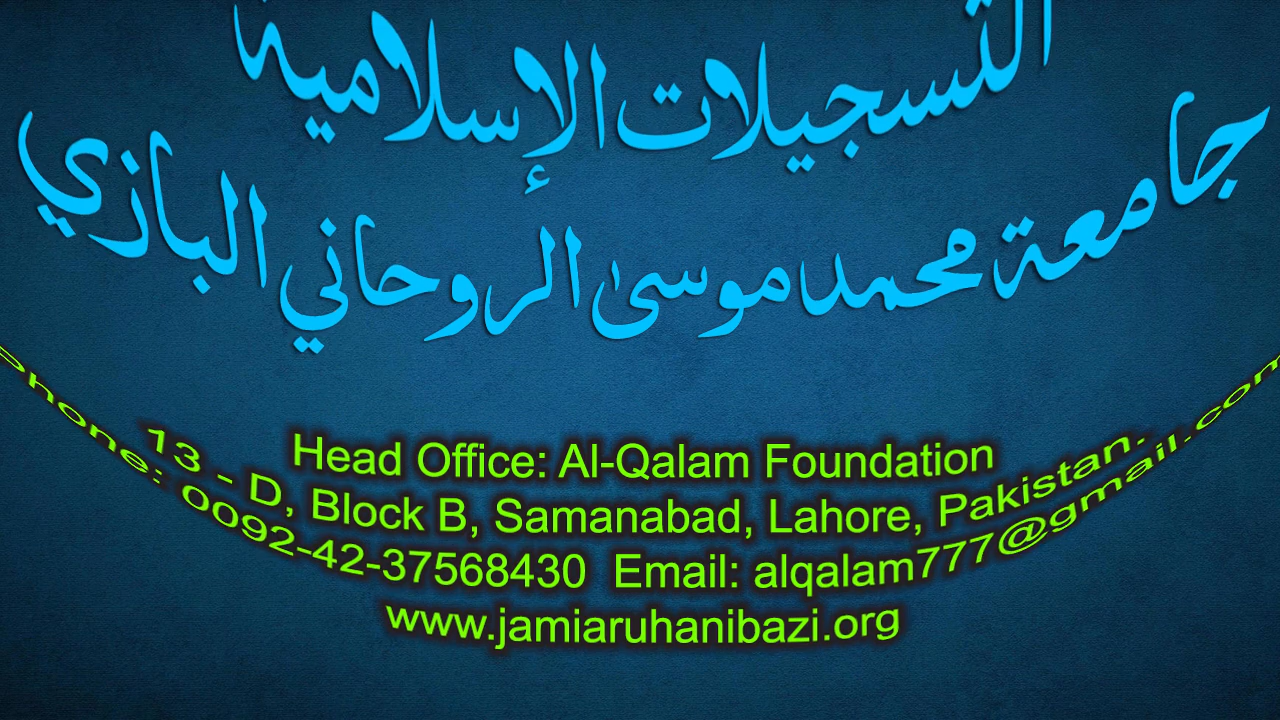 التسجيلات الإسلامية
جامعة محمد موسىٰ الروحاني البازي
Head Office: Al-Qalam Foundation
13 - D, Block B, Samanabad, Lahore, Pakistan.
Phone: 0092-42-37568430 Email: alqalam777@gmail.com
www.jamiaruhanibazi.org